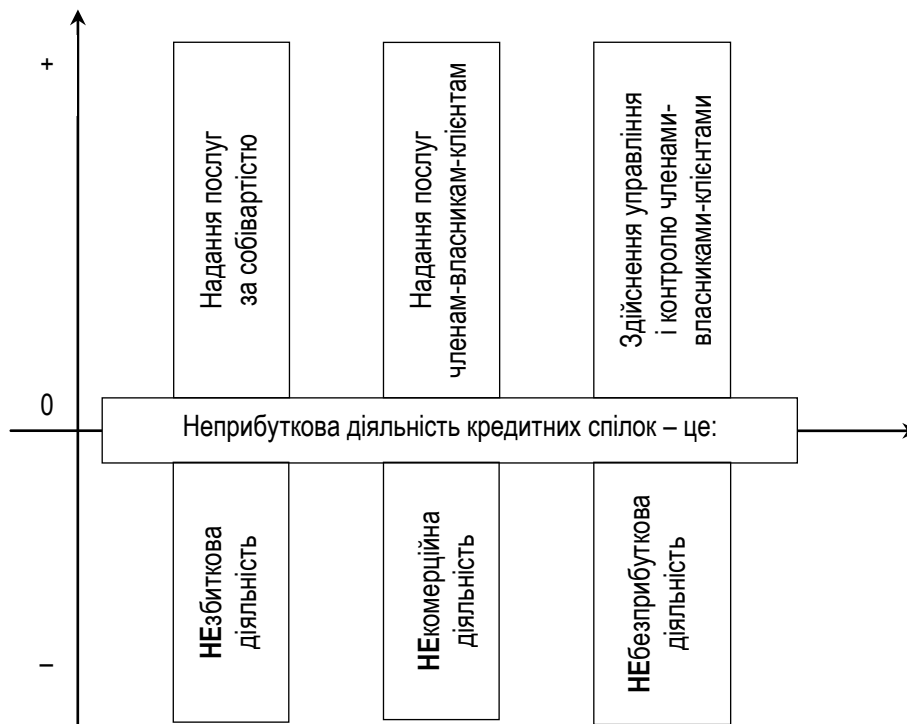 +
Надання послуг
за собівартістю
Надання послуг
членам-власникам-клієнтам
Здійснення управління
і контролю членами-
власниками-клієнтами
0
Неприбуткова діяльність кредитних спілок – це:
НЕзбиткова
діяльність
НЕкомерційна
діяльність
НЕбезприбуткова
діяльність
–